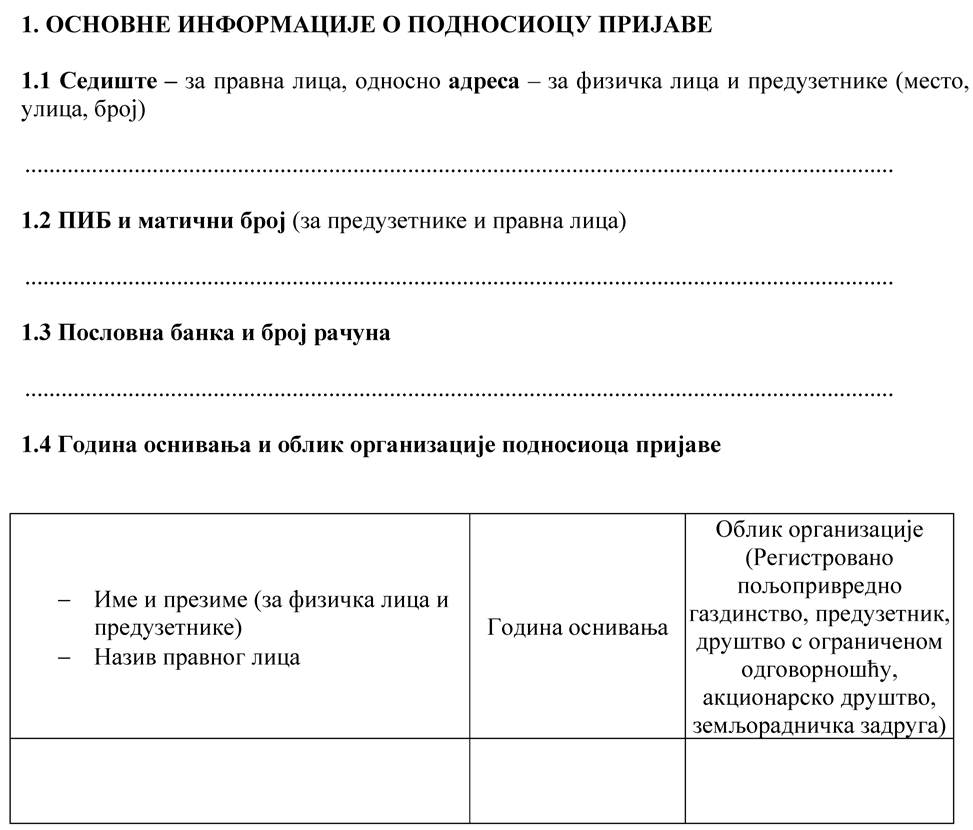 1. ОСНОВНЕ ИНФОРМАЦИЈЕ О ПОДНОСИОЦУ ПРИЈАВЕ
1.1 Седиште – за правна лица, односно адреса – за физичка лица и предузетнике (место,
улица, број)
................................................................................................................................................
1.2 ПИБ и матични број (за предузетнике и правна лица)
................................................................................................................................................
1.3 Пословна банка и број рачуна
................................................................................................................................................
1.4 Година оснивања и облик организације подносиоца пријаве
– Име и презиме (за физичка лица и
предузетнике)
– Назив правног лица
Година оснивања
Облик организације
(Регистровано
пољопривредно
газдинство, предузетник,
друштво с ограниченом
одговорношћу,
акционарско друштво,
земљорадничка задруга)